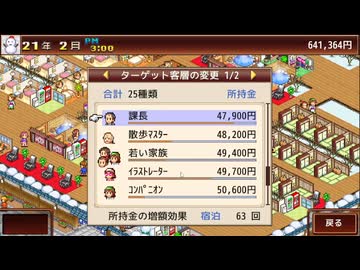 21年 2月 PM 3:00
641,364円
ターゲット客層の変更 1/2
合計 25種類 所持金
課長 47,900円
散歩ﾏｽﾀｰ 48,200円
若い家族 49,400円
ｲﾗｽﾄﾚｰﾀｰ 49,700円
ｺﾝﾊﾟﾆｵﾝ 50,600円
所持金の増額効果 宿泊 63 回
戻る